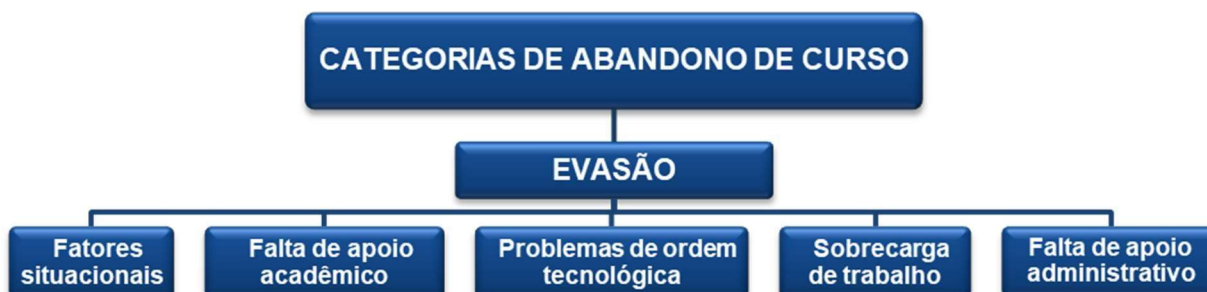 CATEGORIAS DE ABANDONO DE CURSO
EVASÃO
Fatores
situacionais
Falta de apoio
acadêmico
Problemas de ordem
tecnológica
Sobrecarga
de trabalho
Falta de apoio
administrativo